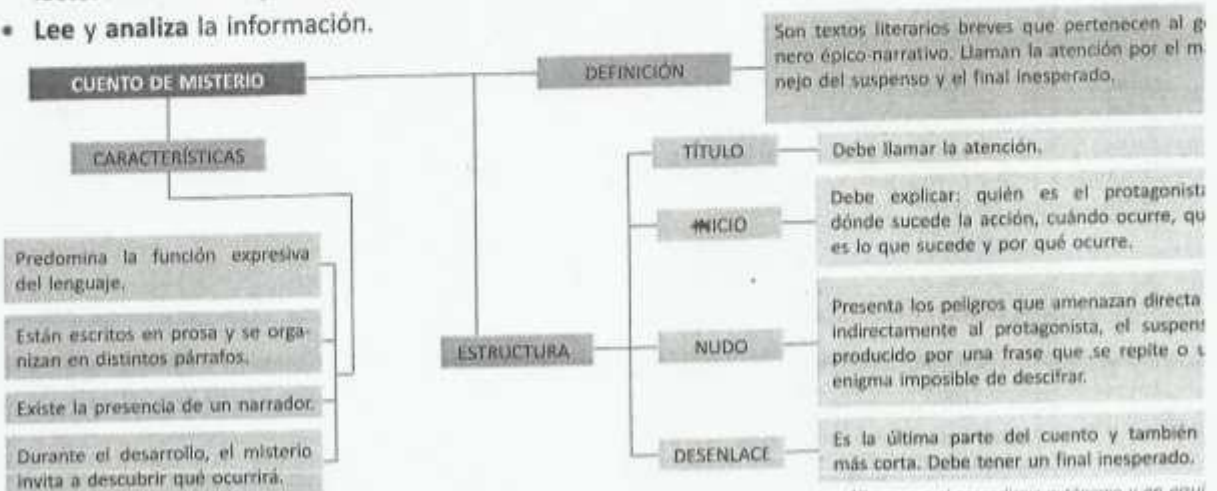 • Lee y analiza la información.
CUENTO DE MISTERIO
DEFINICIÓN
Son textos literarios breves que pertenecen al
nero épico-narrativo. Llaman la atención por el
nejo del suspenso y el final inesperado.
CARACTERÍSTICAS
Predomina la función expresiva
del lenguaje.
Están escritos en prosa y se orga-
nizan en distintos párrafos.
Existe la presencia de un narrador.
Durante el desarrollo, el misterio
invita a descubrir qué ocurrirá.
ESTRUCTURA
TÍTULO
Debe llamar la atención.
INICIO
Debe explicar: quién es el protagonista
dónde sucede la acción, cuándo ocurre,
es lo que sucede y por qué ocurre.
NUDO
Presenta los peligros que amenazan directa
indirectamente al protagonista, el
producido por una frase que se repite o
enigma imposible de descifrar.
DESENLACE
Es la última parte del cuento y también
más corta. Debe tener un final inesperado.